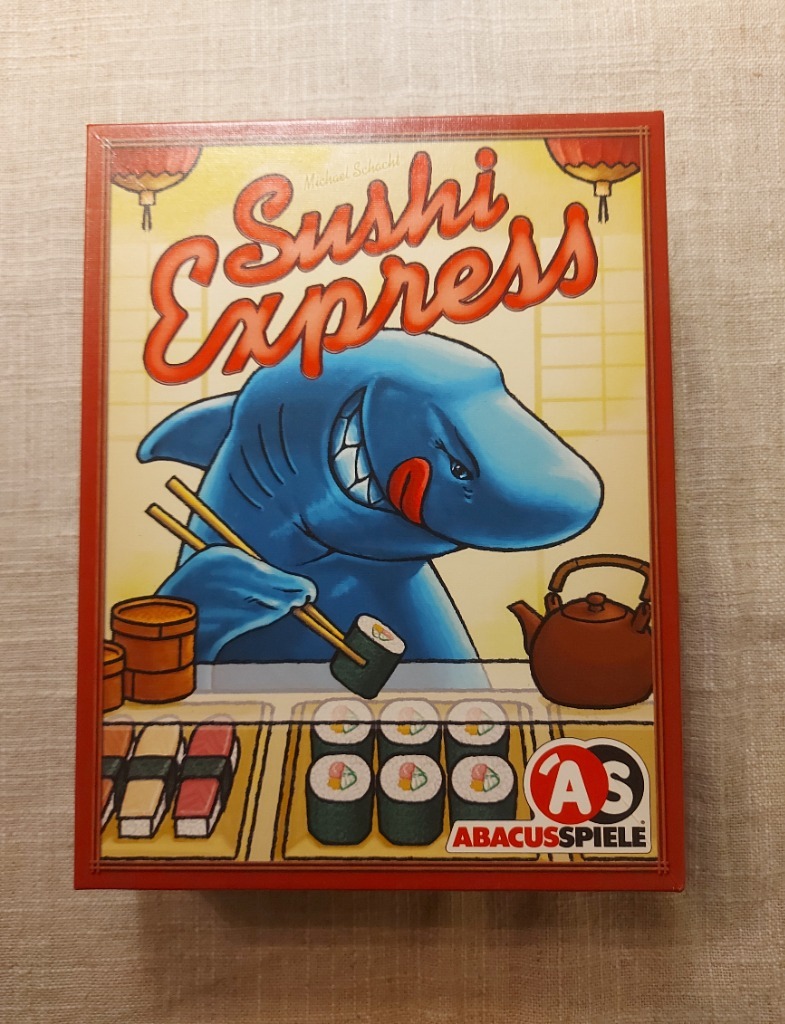 Michael Schacht
Sushi
Express
AS
ABACUSSPIELE